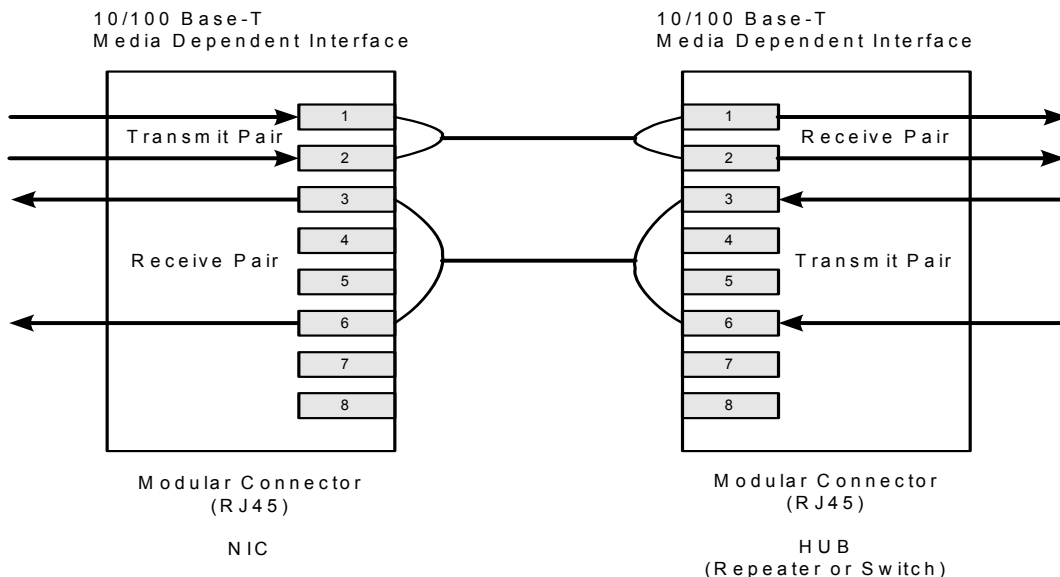 10/100 Base-T
Media Dependent Interface
10/100 Base-T
Media Dependent Interface
1
Transmit Pair
2
3
4
Receive Pair
5
6
7
8
1
Receive Pair
2
3
4
Transmit Pair
5
6
7
8
Modular Connector
(RJ45)
NIC
Modular Connector
(RJ45)
HUB
(Repeater or Switch)